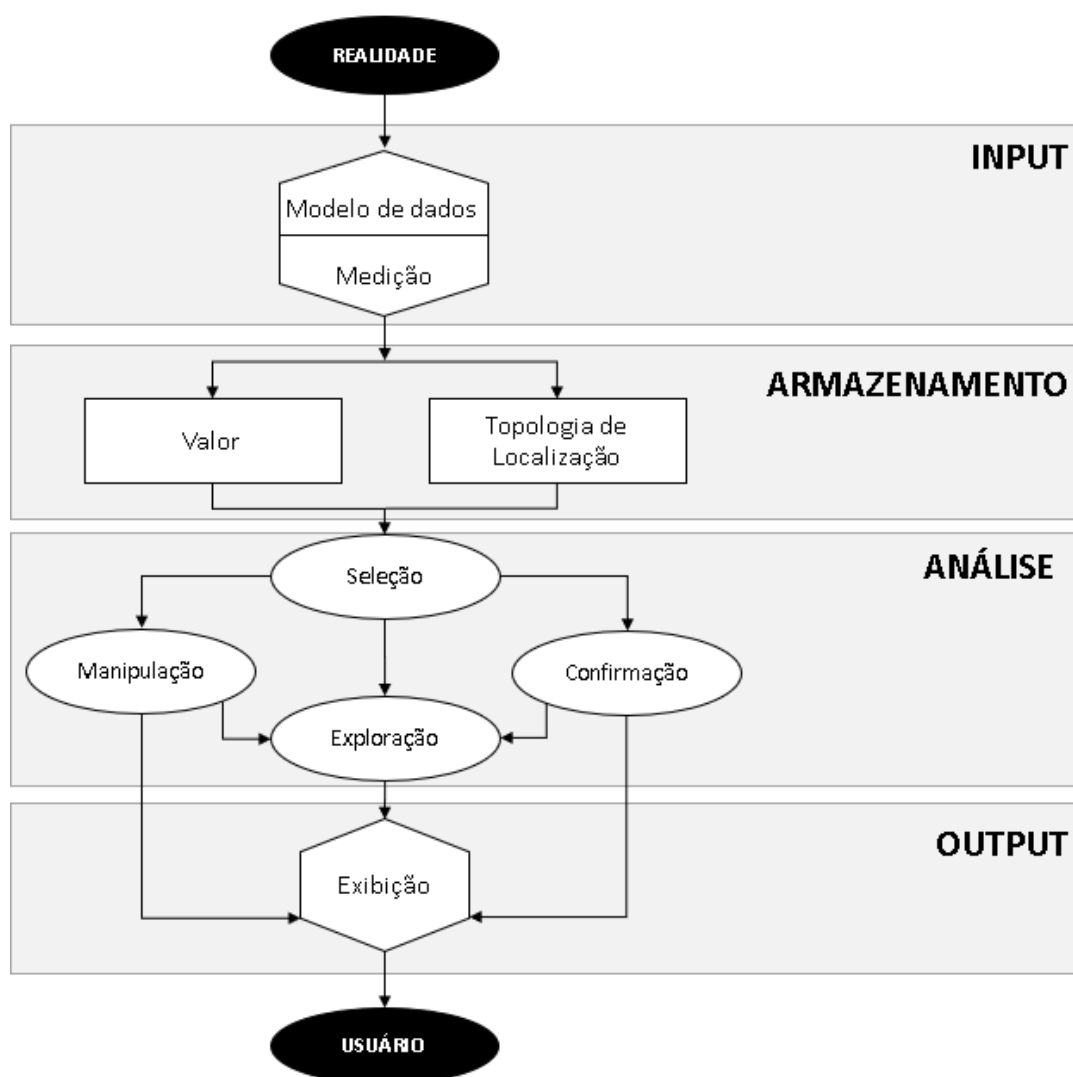 REALIDADE
INPUT
Modelo de dados
Medição
ARMAZENAMENTO
Valor
Topologia de
Localização
ANÁLISE
Seleção
Manipulação
Confirmação
Exploração
OUTPUT
Exibição
USUÁRIO